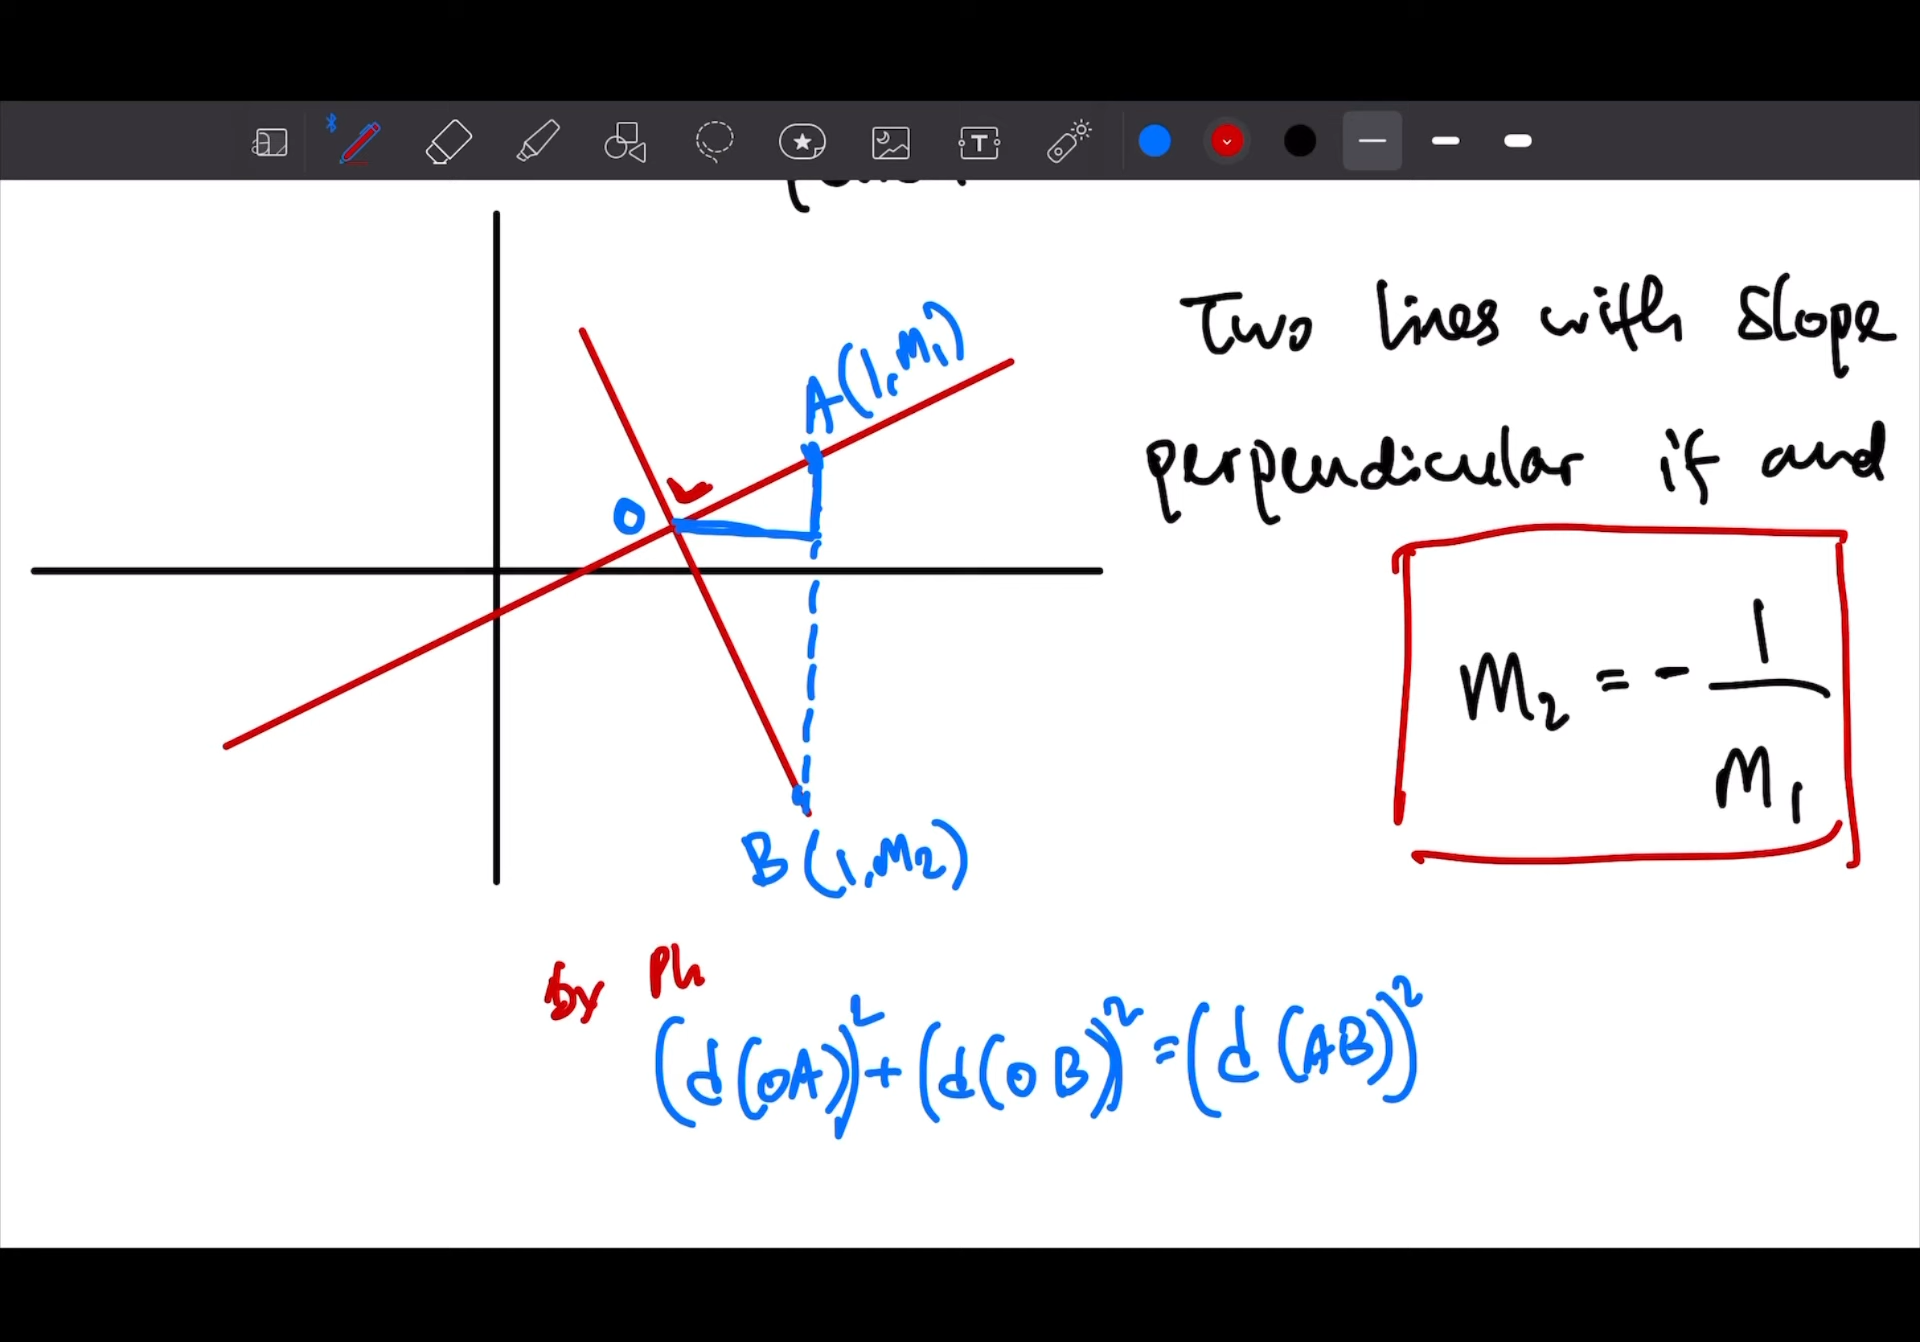 Two lines with slope
perpendicular if and
A(1,M₁)
O
M₂ = - 1/M₁
B(1,M₂)
by Ph
(d(OA))² + (d(OB))² = (d(AB))²